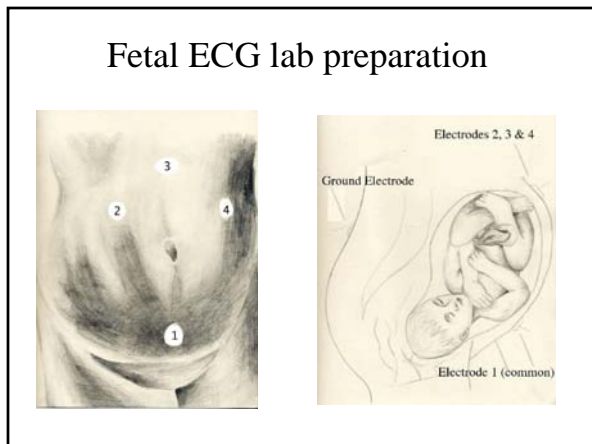 Fetal ECG lab preparation
3
2
4
1
Electrodes 2, 3 & 4
Ground Electrode
Electrode 1 (common)